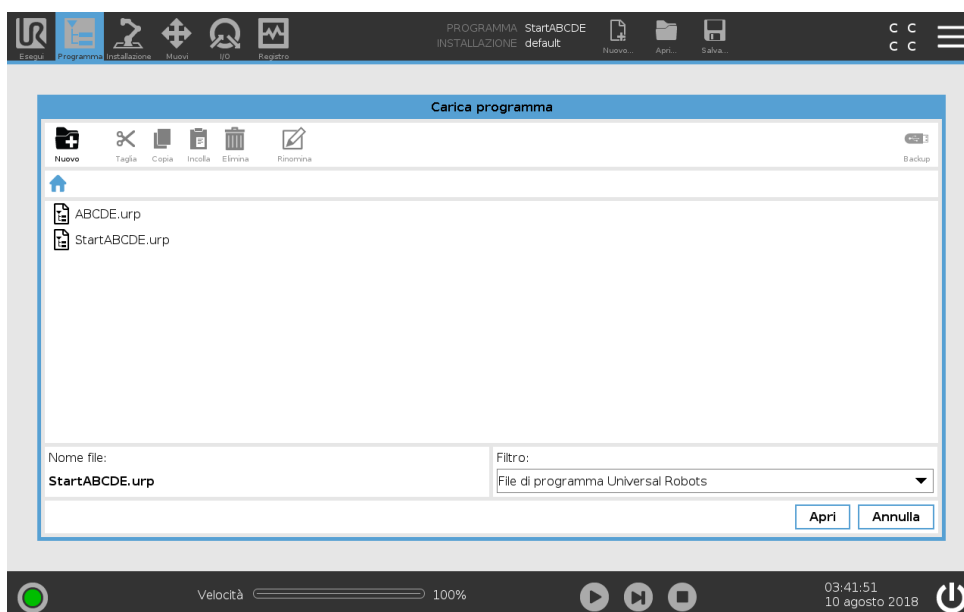 PROGRAMMA StartABCDE
INSTALLAZIONE default
Esegui Programma Installazione Muovi I/O Registro
Nuovo... Apri... Salva...
C C
C C
Carica programma
Nuovo Taglia Copia Incolla Elimina Rinomina Backup
ABCDE.urp
StartABCDE.urp
Nome file:
StartABCDE.urp
Filtro:
File di programma Universal Robots
Apri Annulla
Velocità 100%
03:41:51
10 agosto 2018